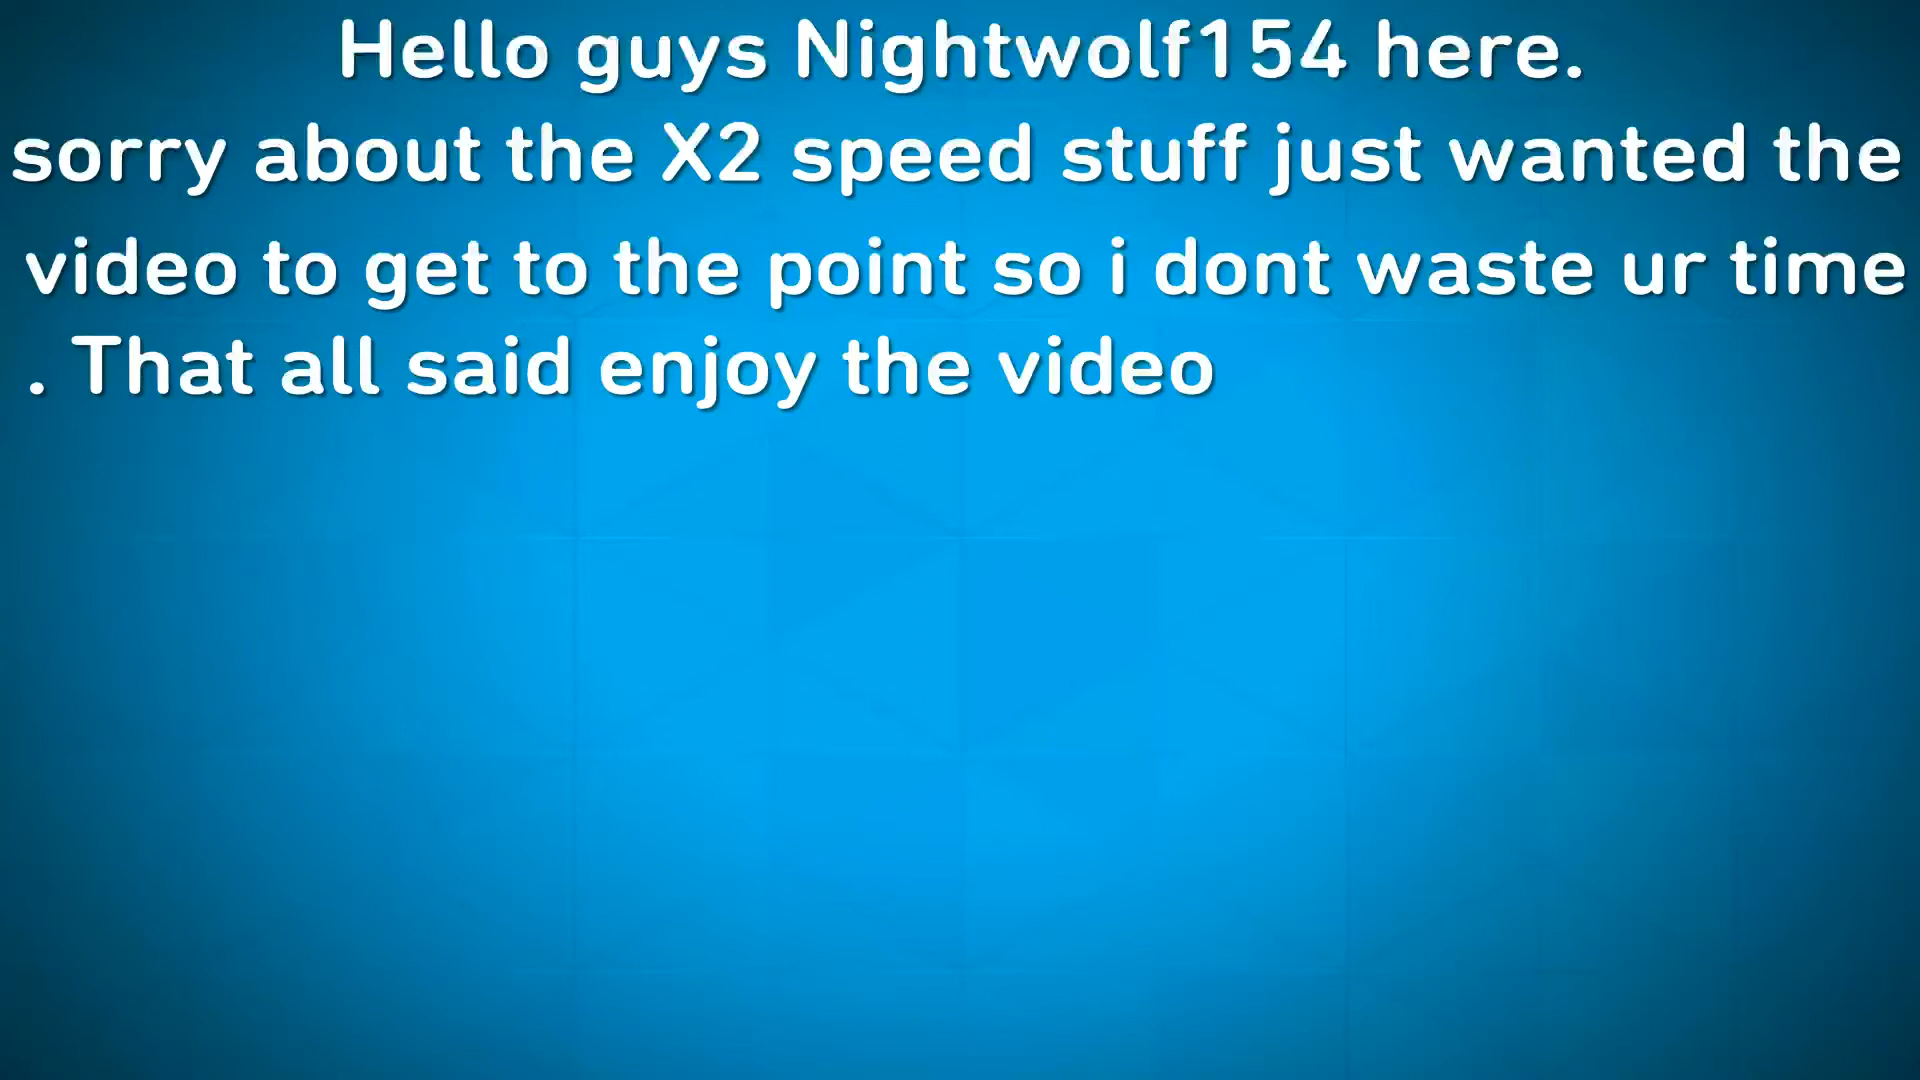 Hello guys Nightwolf154 here.
sorry about the X2 speed stuff just wanted the
video to get to the point so i dont waste ur time
. That all said enjoy the video